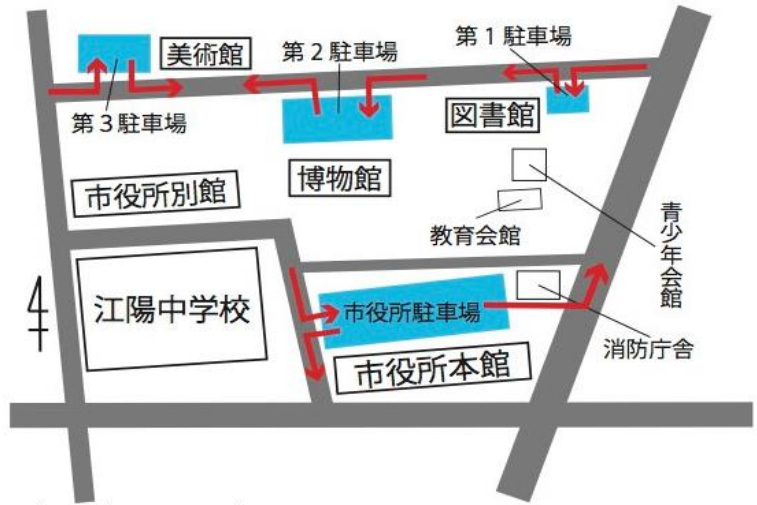 美術館
第2駐車場
第1駐車場
第3駐車場
図書館
博物館
市役所別館
教育会館
青少年会館
江陽中学校
市役所駐車場
消防庁舎
市役所本館